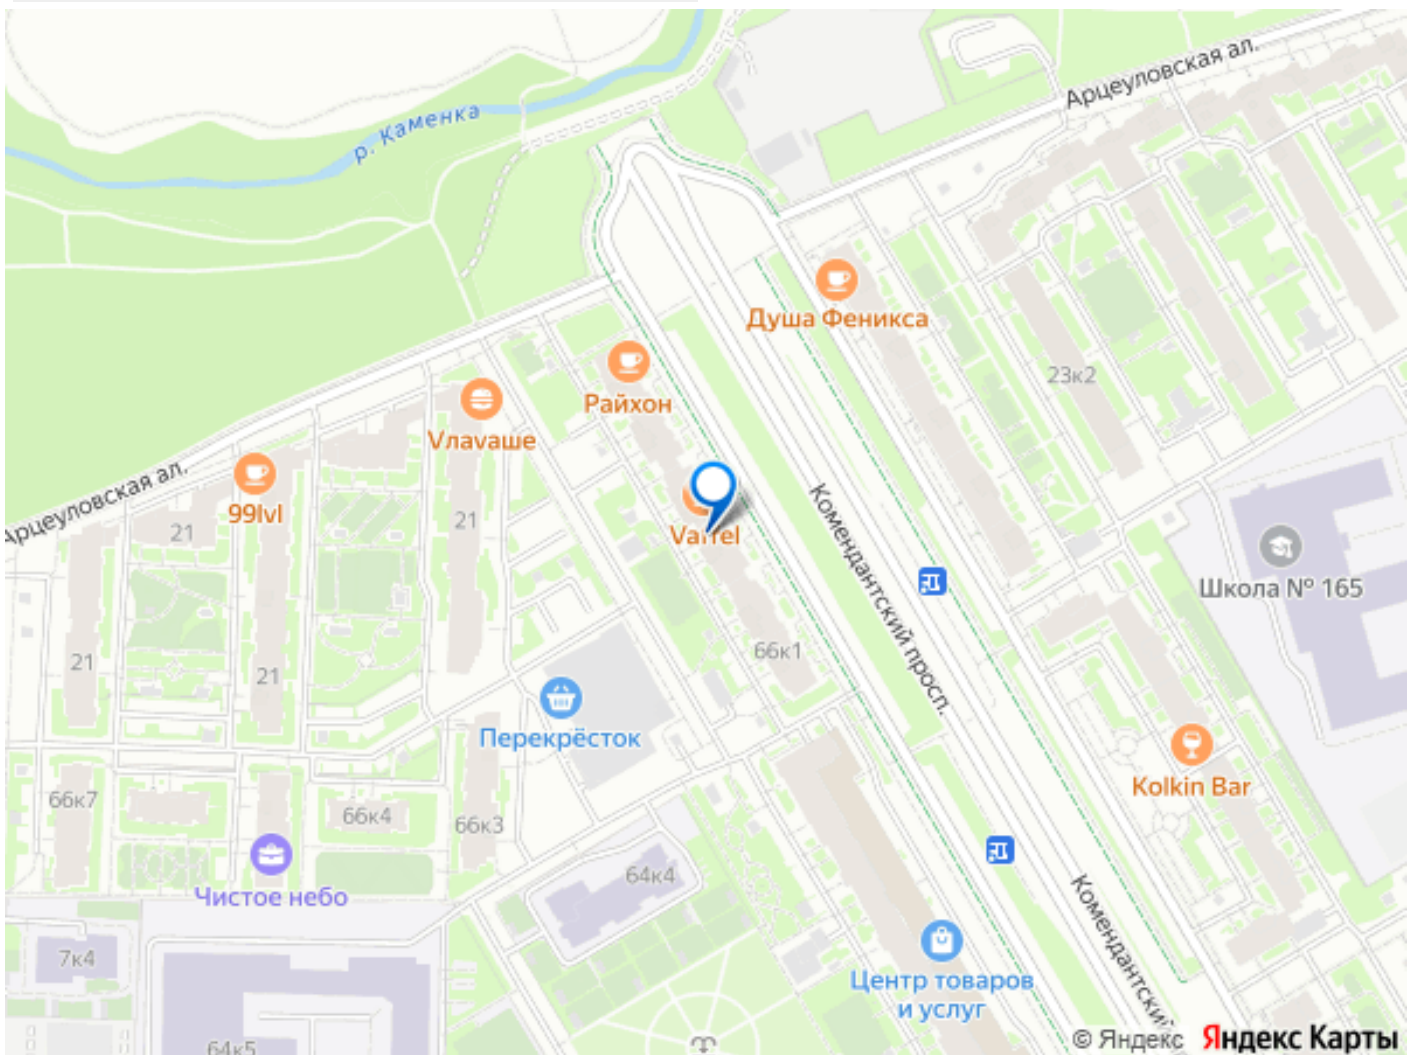 Арцеуловская ал.
р. Каменка
Душа Феникса
23к2
Райхон
Vлаvаше
Арцеуловская ал.
99lvl
21
21
Комендантский просп.
Школа № 165
66к1
21
21
Перекрёсток
Kolkin Bar
66к7
66к4
66к3
64к4
Чистое небо
Комендантский
7к4
Центр товаров
и услуг
64к5
© Яндекс Яндекс Карты